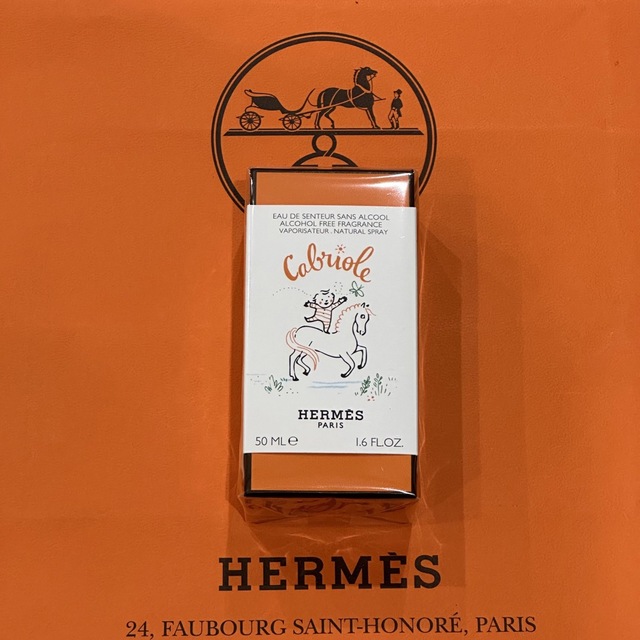 EAU DE SENTEUR SANS ALCOOL
ALCOHOL FREE FRAGRANCE
VAPORISATEUR . NATURAL SPRAY
Cabriole
HERMÈS
PARIS
50 ML e 1.6 FL.OZ.
HERMÈS
24, FAUBOURG SAINT-HONORÉ, PARIS